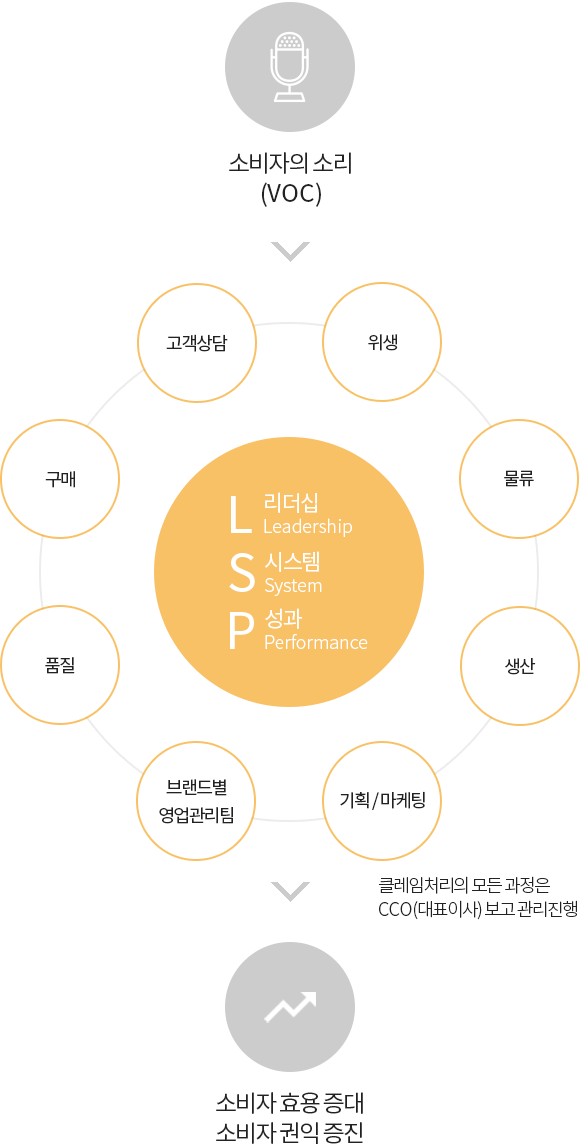 소비자의 소리
(VOC)
고객상담
위생
구매
물류
L 리더십
Leadership
S 시스템
System
P 성과
Performance
품질
생산
브랜드별
영업관리팀
기획/마케팅
클레임처리의 모든 과정은
CCO(대표이사) 보고 관리진행
소비자 효용 증대
소비자 권익 증진